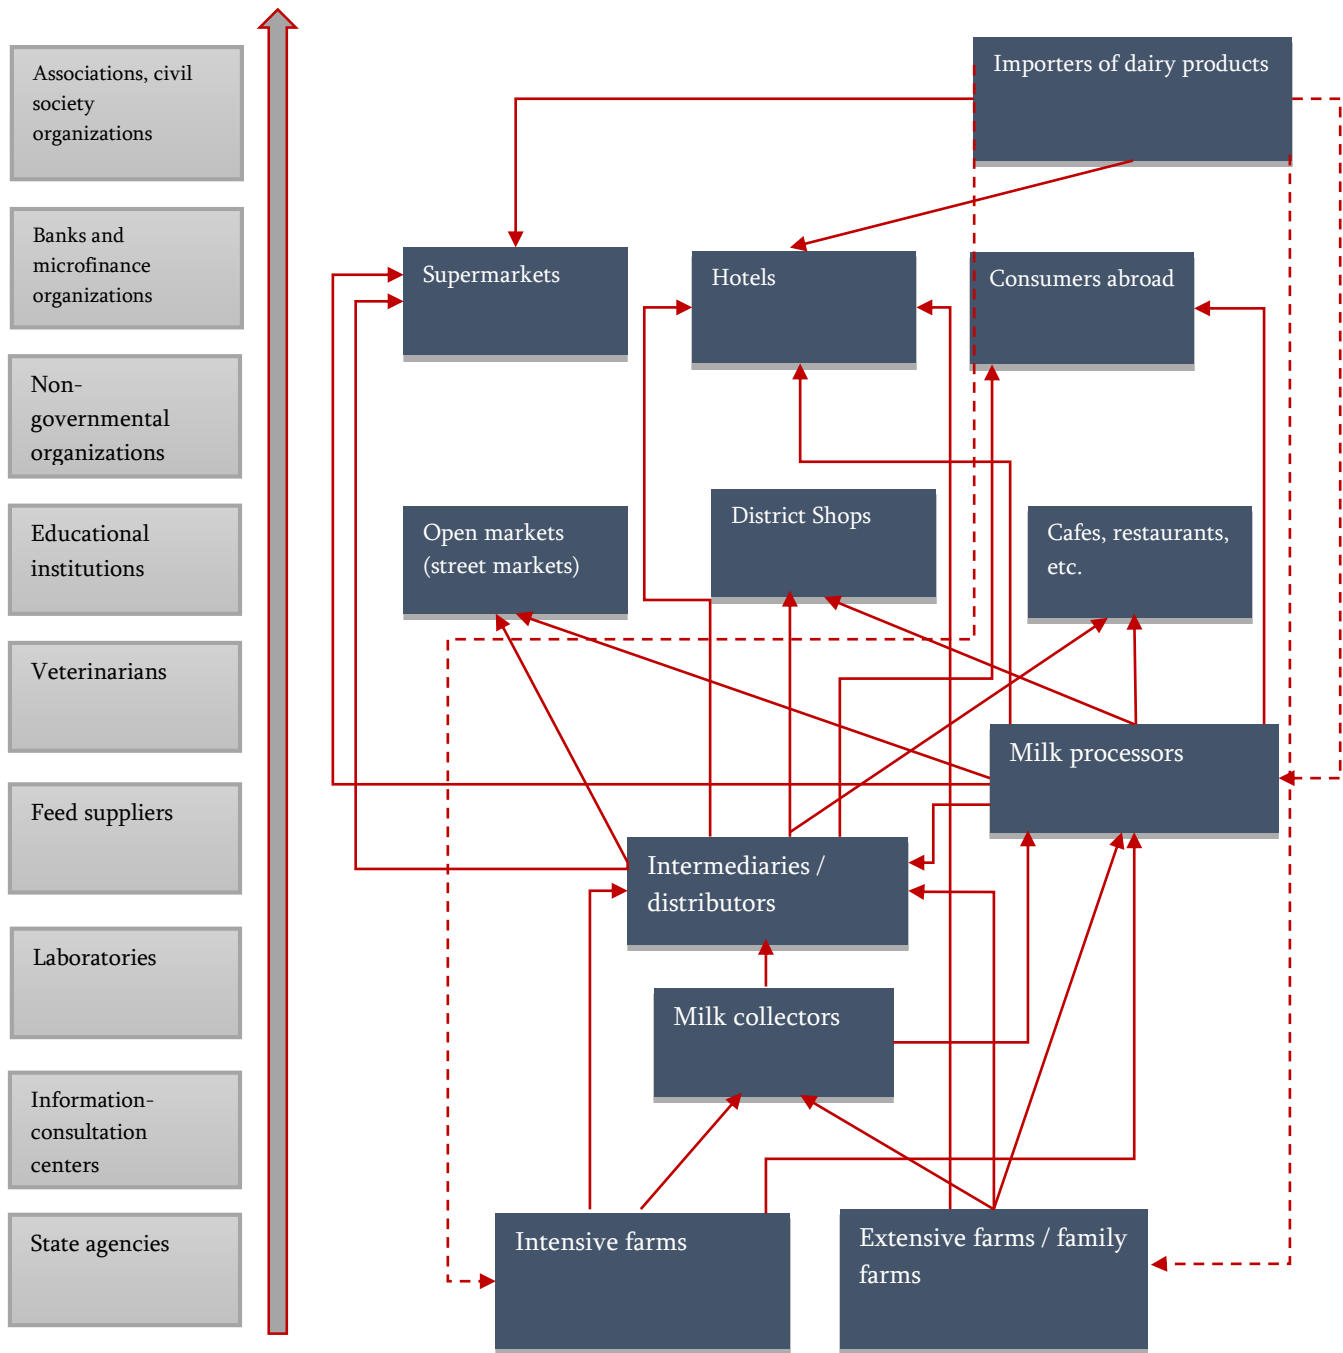 Associations, civil
society
organizations
Banks and
microfinance
organizations
Non-
governmental
organizations
Educational
institutions
Veterinarians
Feed suppliers
Laboratories
Information-
consultation
centers
State agencies
Importers of dairy products
Supermarkets
Hotels
Consumers abroad
Open markets
(street markets)
District Shops
Cafes, restaurants,
etc.
Milk processors
Intermediaries /
distributors
Milk collectors
Intensive farms
Extensive farms / family
farms